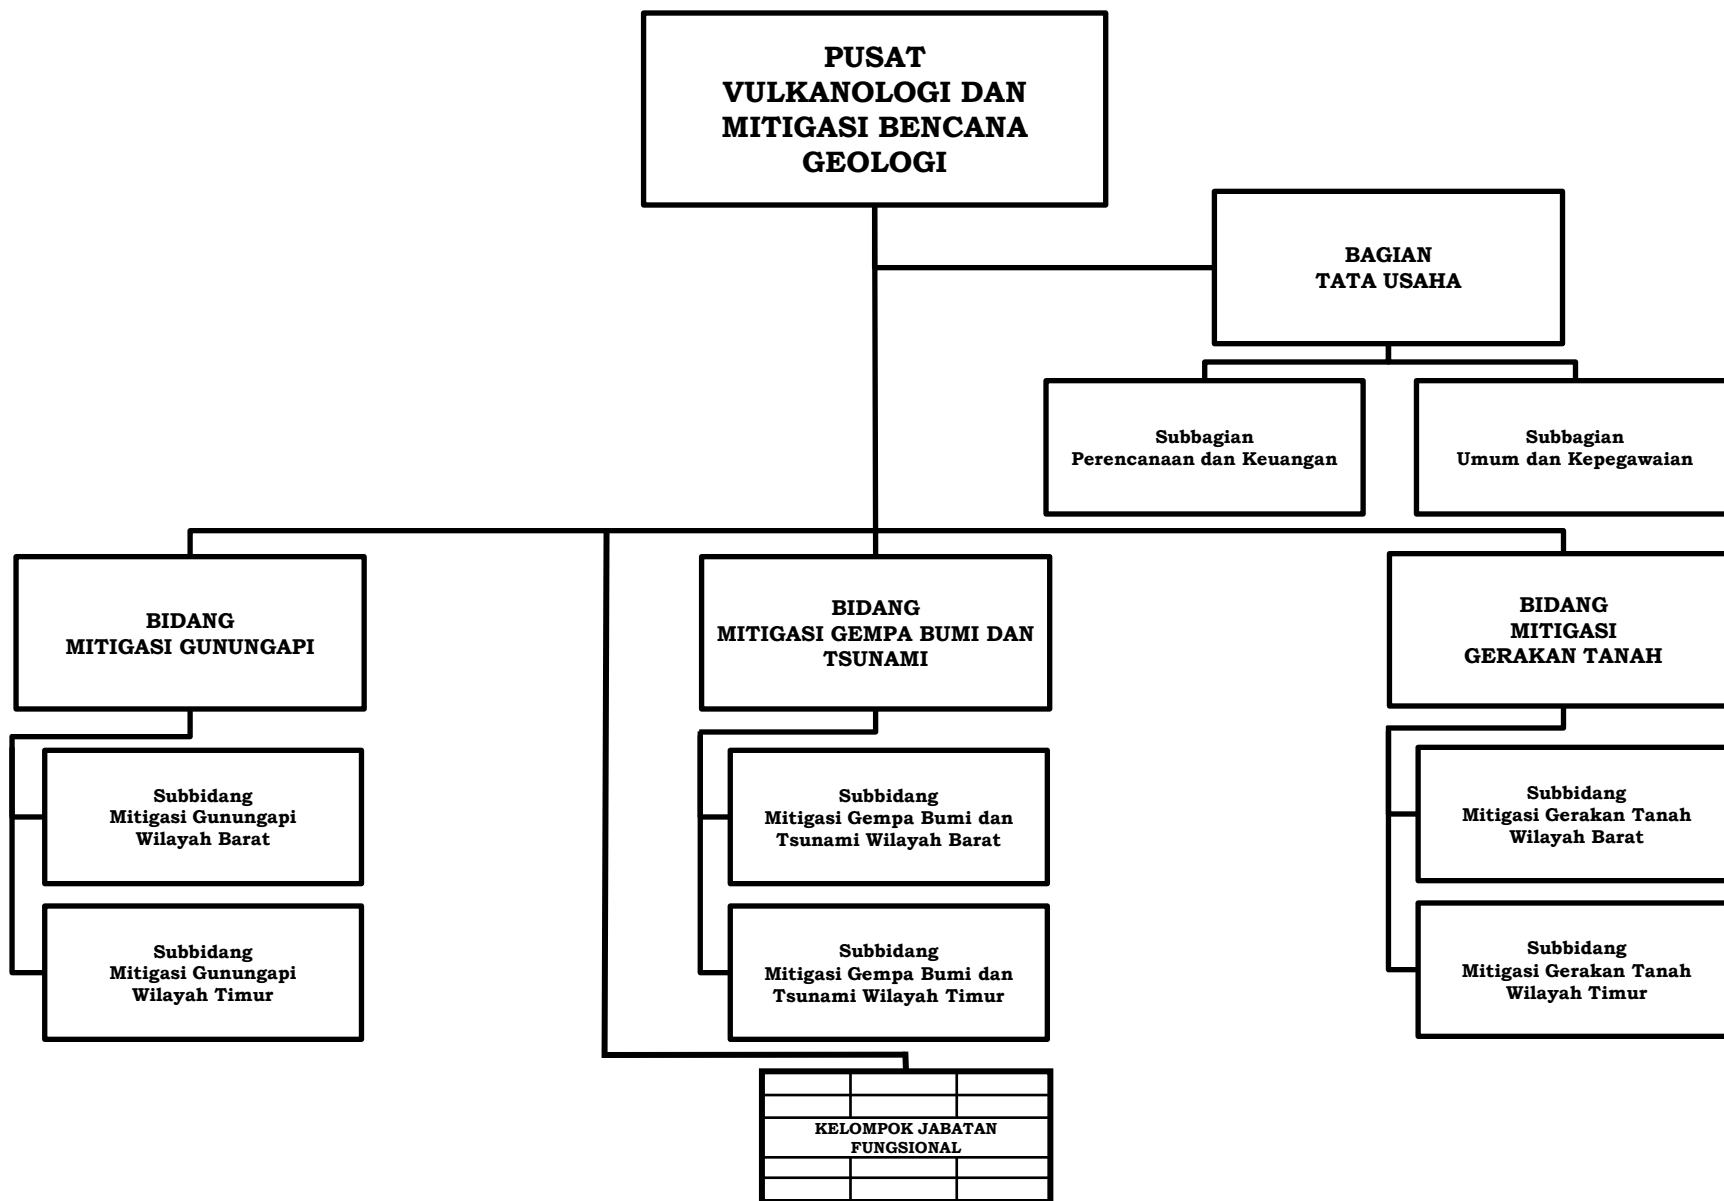 PUSAT
VULKANOLOGI DAN
MITIGASI BENCANA
GEOLOGI
BAGIAN
TATA USAHA
Subbagian
Perencanaan dan Keuangan
Subbagian
Umum dan Kepegawaian
BIDANG
MITIGASI GUNUNGAPI
BIDANG
MITIGASI GEMPA BUMI DAN
TSUNAMI
BIDANG
MITIGASI
GERAKAN TANAH
Subbidang
Mitigasi Gunungapi
Wilayah Barat
Subbidang
Mitigasi Gempa Bumi dan
Tsunami Wilayah Barat
Subbidang
Mitigasi Gerakan Tanah
Wilayah Barat
Subbidang
Mitigasi Gunungapi
Wilayah Timur
Subbidang
Mitigasi Gempa Bumi dan
Tsunami Wilayah Timur
Subbidang
Mitigasi Gerakan Tanah
Wilayah Timur
KELOMPOK JABATAN
FUNGSIONAL